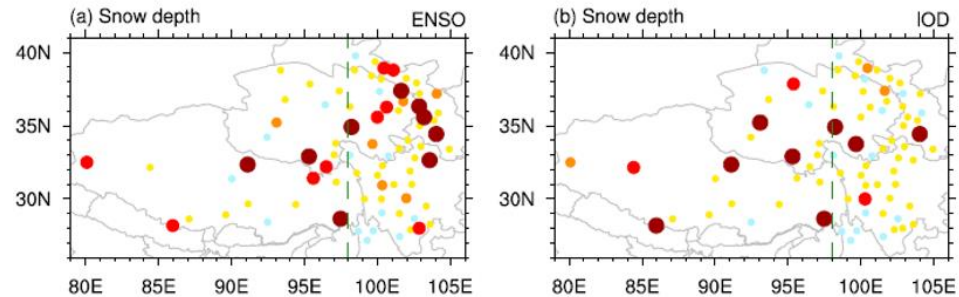 (a) Snow depth ENSO
(b) Snow depth IOD
40N
35N
30N
80E 85E 90E 95E 100E 105E
40N
35N
30N
80E 85E 90E 95E 100E 105E